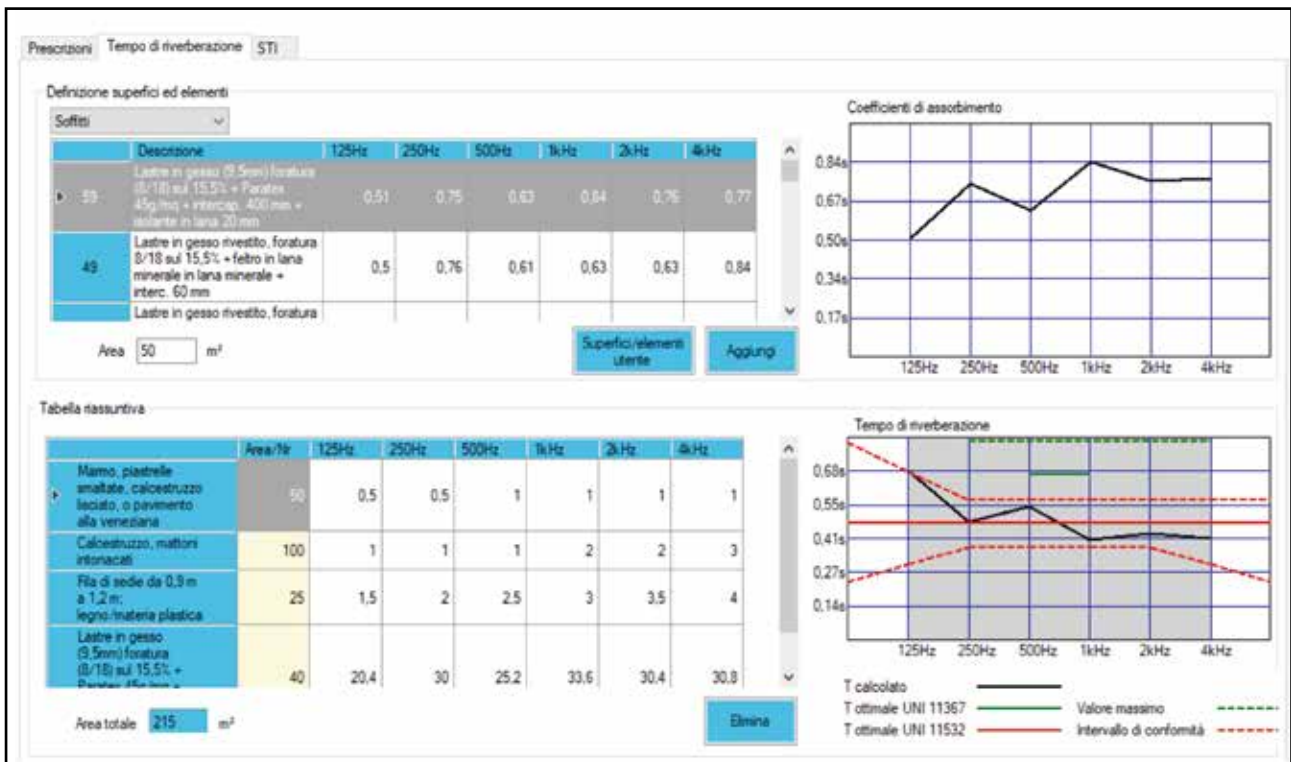 Prescrizioni Tempo di riverberazione STI
Definizione superfici ed elementi
Soffitti
Descrizione 125Hz 250Hz 500Hz 1kHz 2kHz 4kHz
59 Lastre in gesso (9,5mm) foratura (8/18) sul 15,5% + Paratex 45g/mq + intercap. 400 mm + isolante in lana 20 mm 0,51 0,75 0,63 0,84 0,76 0,77
49 Lastre in gesso rivestito, foratura 8/18 sul 15,5% + feltro in lana minerale in lana minerale + interc. 60 mm 0,5 0,76 0,61 0,63 0,63 0,84
Lastre in gesso rivestito, foratura
Area 50 m²
Superfici/elementi utente
Aggiungi
Coefficienti di assorbimento
0,84s
0,67s
0,50s
0,34s
0,17s
125Hz 250Hz 500Hz 1kHz 2kHz 4kHz
Tabella riassuntiva
Area/Nr 125Hz 250Hz 500Hz 1kHz 2kHz 4kHz
Marmo, piastrelle smaltate, calcestruzzo lisciato, o pavimento alla veneziana 50 0.5 0.5 1 1 1 1
Calcestruzzo, mattoni intonacati 100 1 1 1 2 2 3
Fila di sedie da 0,9 m a 1,2 m; legno/materia plastica 25 1,5 2 2.5 3 3,5 4
Lastre in gesso (9,5mm) foratura (8/18) sul 15,5% + Paratex 45g/mq + 40 20,4 30 25.2 33,6 30.4 30.8
Area totale 215 m²
Elimina
Tempo di riverberazione
0,68s
0,55s
0,41s
0,27s
0,14s
125Hz 250Hz 500Hz 1kHz 2kHz 4kHz
T calcolato
T ottimale UNI 11367 Valore massimo
T ottimale UNI 11532 Intervallo di conformità